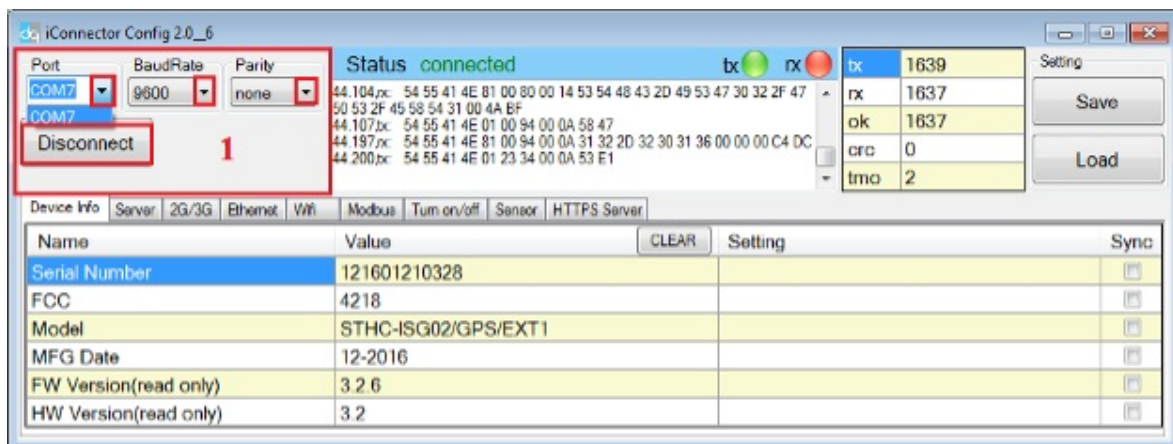 iConnector Config 2.0_6
Port BaudRate Parity
COM7 9600 none
COM7
Disconnect
1
Status connected tx rx
44.104,rx: 54 55 41 4E 81 00 80 00 14 53 54 48 43 2D 49 53 47 30 32 2F 47
50 53 2F 45 58 54 31 00 4A BF
44.107,tx: 54 55 41 4E 01 00 94 00 0A 58 47
44.197,rx: 54 55 41 4E 81 00 94 00 0A 31 32 2D 32 30 31 36 00 00 00 C4 DC
44.200,tx: 54 55 41 4E 01 23 34 00 0A 53 E1
tx 1639
rx 1637
ok 1637
crc 0
tmo 2
Setting
Save
Load
Device Info Server 2G/3G Ethernet Wifi Modbus Turn on/off Sensor HTTPS Server
Name Value CLEAR Setting Sync
Serial Number 121601210328
FCC 4218
Model STHC-ISG02/GPS/EXT1
MFG Date 12-2016
FW Version(read only) 3.2.6
HW Version(read only) 3.2